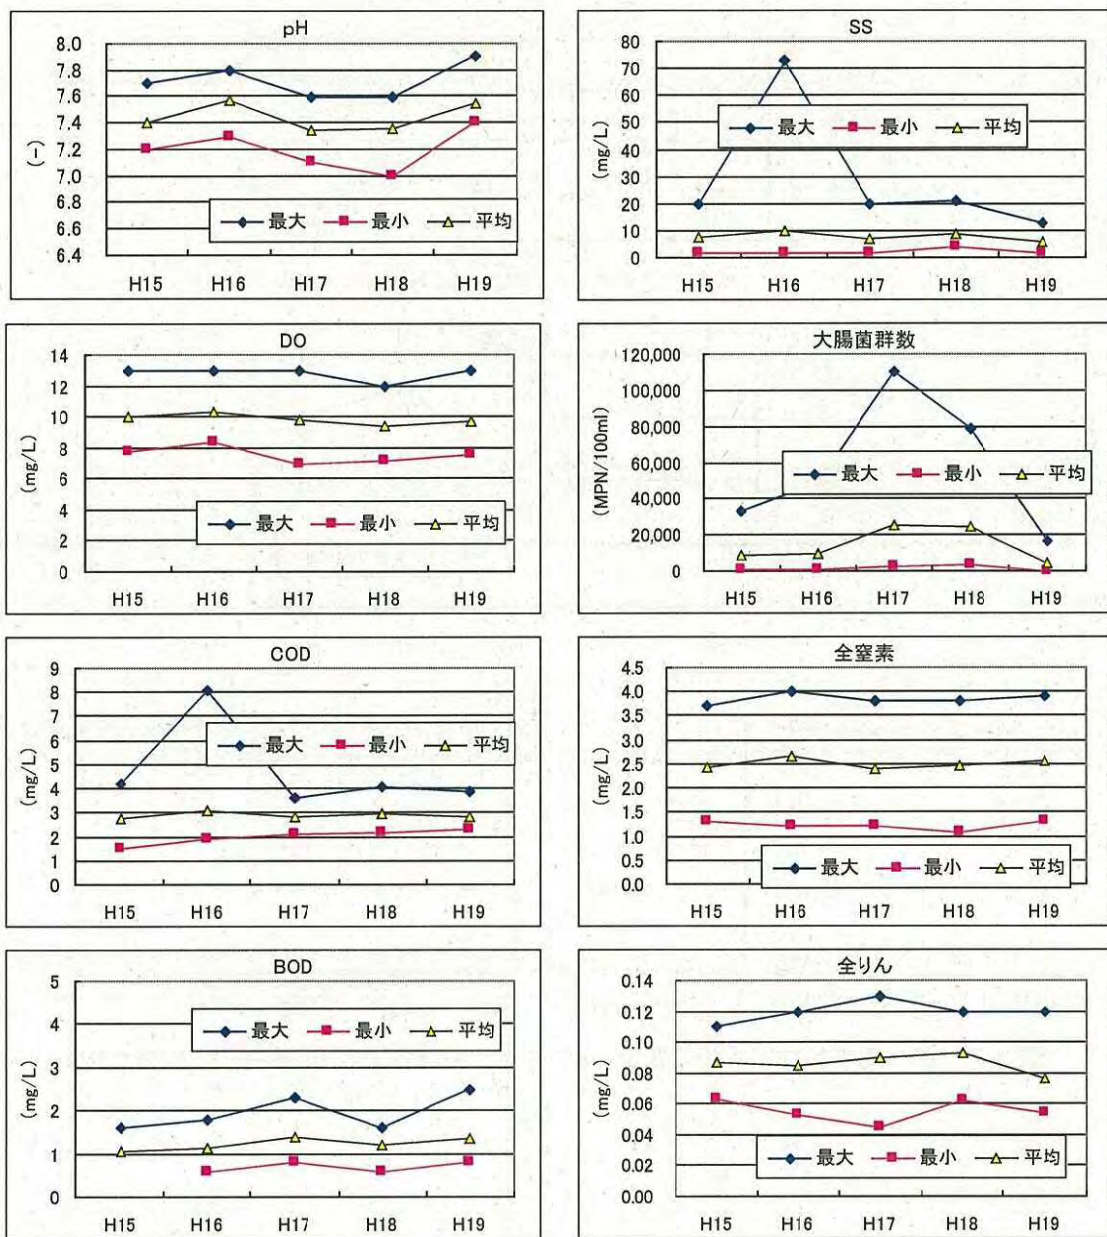 pH
(-)
8.0
7.8
7.6
7.4
7.2
7.0
6.8
6.6
6.4
最大 最小 平均
H15 H16 H17 H18 H19
SS
(mg/L)
80
70
60
50
40
30
20
10
0
最大 最小 平均
H15 H16 H17 H18 H19
DO
(mg/L)
14
12
10
8
6
4
2
0
最大 最小 平均
H15 H16 H17 H18 H19
大腸菌群数
(MPN/100ml)
120,000
100,000
80,000
60,000
40,000
20,000
0
最大 最小 平均
H15 H16 H17 H18 H19
COD
(mg/L)
9
8
7
6
5
4
3
2
1
0
最大 最小 平均
H15 H16 H17 H18 H19
全窒素
(mg/L)
4.5
4.0
3.5
3.0
2.5
2.0
1.5
1.0
0.5
0.0
最大 最小 平均
H15 H16 H17 H18 H19
BOD
(mg/L)
5
4
3
2
1
0
最大 最小 平均
H15 H16 H17 H18 H19
全りん
(mg/L)
0.14
0.12
0.10
0.08
0.06
0.04
0.02
0.00
最大 最小 平均
H15 H16 H17 H18 H19